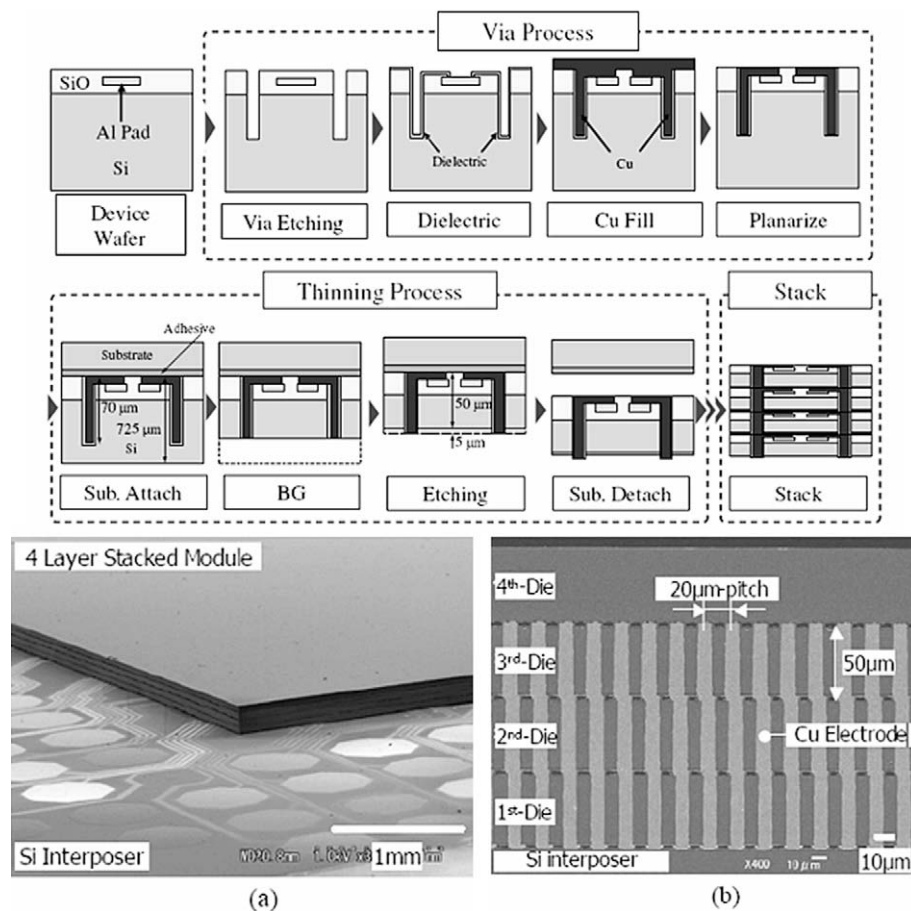 Via Process
SiO
Al Pad
Si
Device
Wafer
Dielectric
Cu
Via Etching
Dielectric
Cu Fill
Planarize
Thinning Process
Stack
Adhesive
Substrate
70 μm
725 μm
Si
50 μm
5 μm
Sub. Attach
BG
Etching
Sub. Detach
Stack
4 Layer Stacked Module
Si Interposer
1mm
(a)
4th-Die
20μm-pitch
3rd-Die
50μm
2nd-Die
Cu Electrode
1st-Die
Si interposer
X400 10μm
10μm
(b)